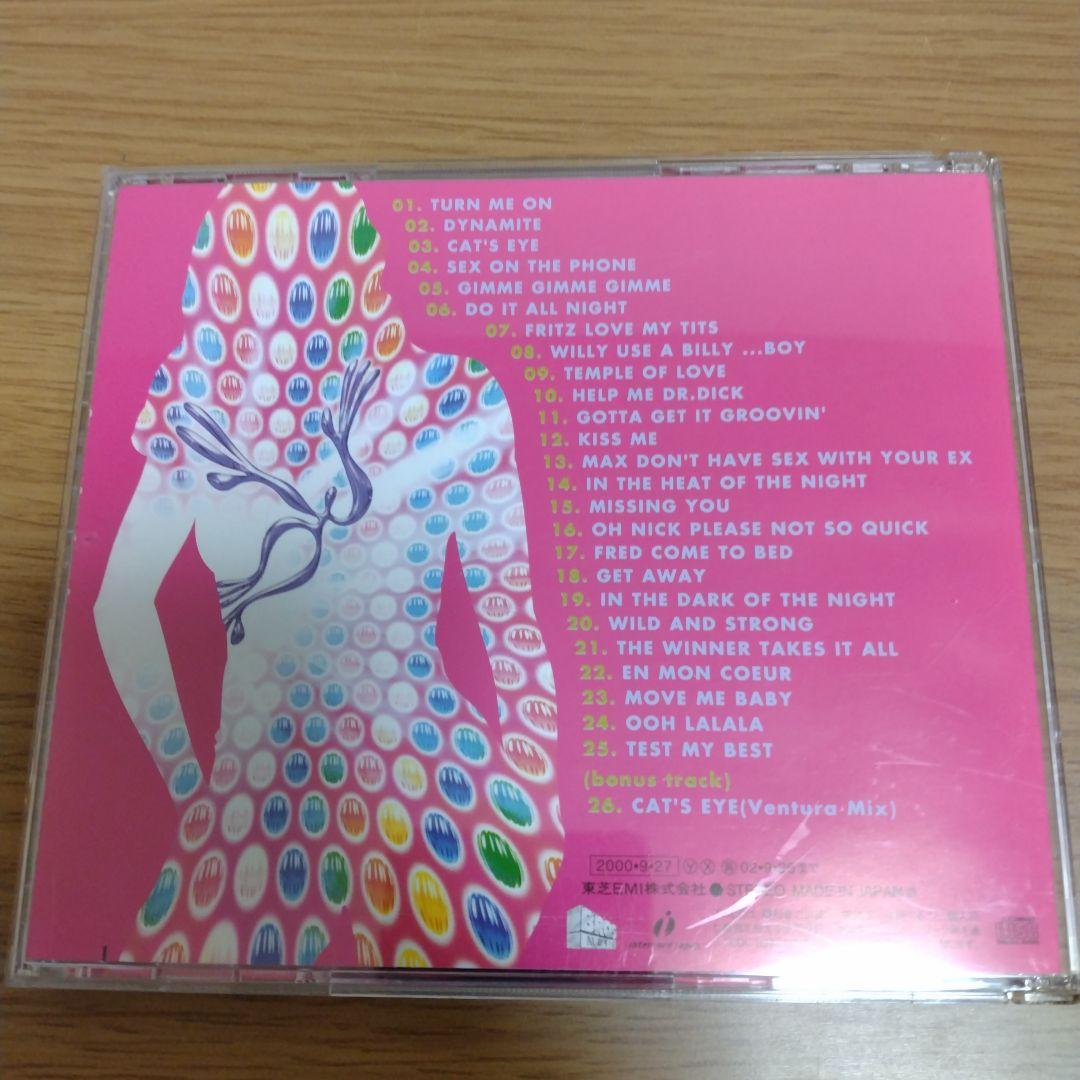 01. TURN ME ON
02. DYNAMITE
03. CAT'S EYE
04. SEX ON THE PHONE
05. GIMME GIMME GIMME
06. DO IT ALL NIGHT
07. FRITZ LOVE MY TITS
08. WILLY USE A BILLY ...BOY
09. TEMPLE OF LOVE
10. HELP ME DR.DICK
11. GOTTA GET IT GROOVIN'
12. KISS ME
13. MAX DON'T HAVE SEX WITH YOUR EX
14. IN THE HEAT OF THE NIGHT
15. MISSING YOU
16. OH NICK PLEASE NOT SO QUICK
17. FRED COME TO BED
18. GET AWAY
19. IN THE DARK OF THE NIGHT
20. WILD AND STRONG
21. THE WINNER TAKES IT ALL
22. EN MON COEUR
23. MOVE ME BABY
24. OOH LALALA
25. TEST MY BEST
(bonus track)
26. CAT'S EYE(Ventura Mix)
2000•9•27 Ⓨ Ⓧ
東芝EMI株式会社● STEREO MADE IN JAPAN